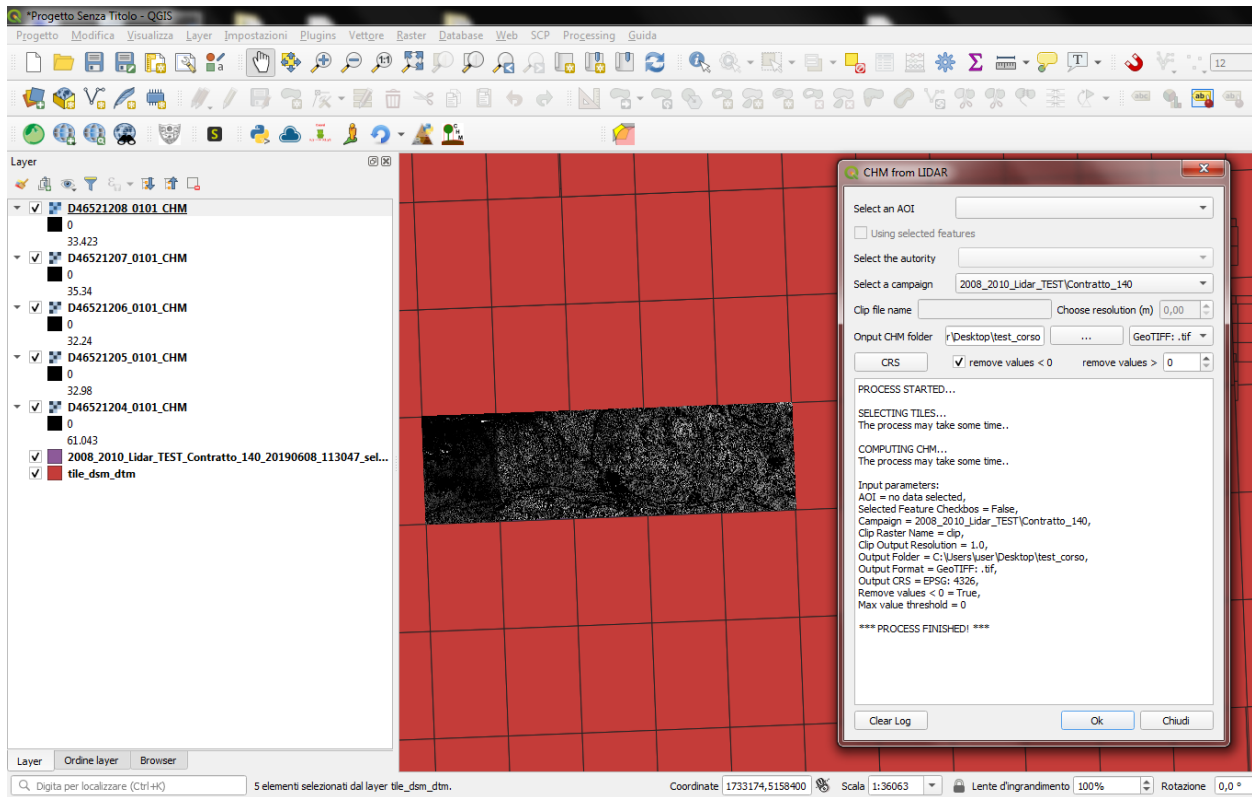 *Progetto Senza Titolo - QGIS
Progetto Modifica Visualizza Layer Impostazioni Plugins Vettore Raster Database Web SCP Processing Guida
1:1 T 12
abc abc
S CHM
Layer
D46521208_0101_CHM
0
33.423
D46521207_0101_CHM
0
35.34
D46521206_0101_CHM
0
32.24
D46521205_0101_CHM
0
32.98
D46521204_0101_CHM
0
61.043
2008_2010_Lidar_TEST_Contratto_140_20190608_113047_sel...
tile_dsm_dtm
Layer Ordine layer Browser
CHM from LIDAR
Select an AOI
Using selected features
Select the autority
Select a campaign 2008_2010_Lidar_TEST\Contratto_140
Clip file name Choose resolution (m) 0,00
Onput CHM folder r\Desktop\test_corso ... GeoTIFF: .tif
CRS remove values < 0 remove values > 0
PROCESS STARTED...
SELECTING TILES...
The process may take some time..
COMPUTING CHM...
The process may take some time..
Input parameters:
AOI = no data selected,
Selected Feature Checkbos = False,
Campaign = 2008_2010_Lidar_TEST\Contratto_140,
Clip Raster Name = clip,
Clip Output Resolution = 1.0,
Output Folder = C:\Users\user\Desktop\test_corso,
Output Format = GeoTIFF: .tif,
Output CRS = EPSG: 4326,
Remove values < 0 = True,
Max value threshold = 0
*** PROCESS FINISHED! ***
Clear Log Ok Chiudi
Digita per localizzare (Ctrl+K) 5 elementi selezionati dal layer tile_dsm_dtm. Coordinate 1733174,5158400 Scala 1:36063 Lente d'ingrandimento 100% Rotazione 0,0 °